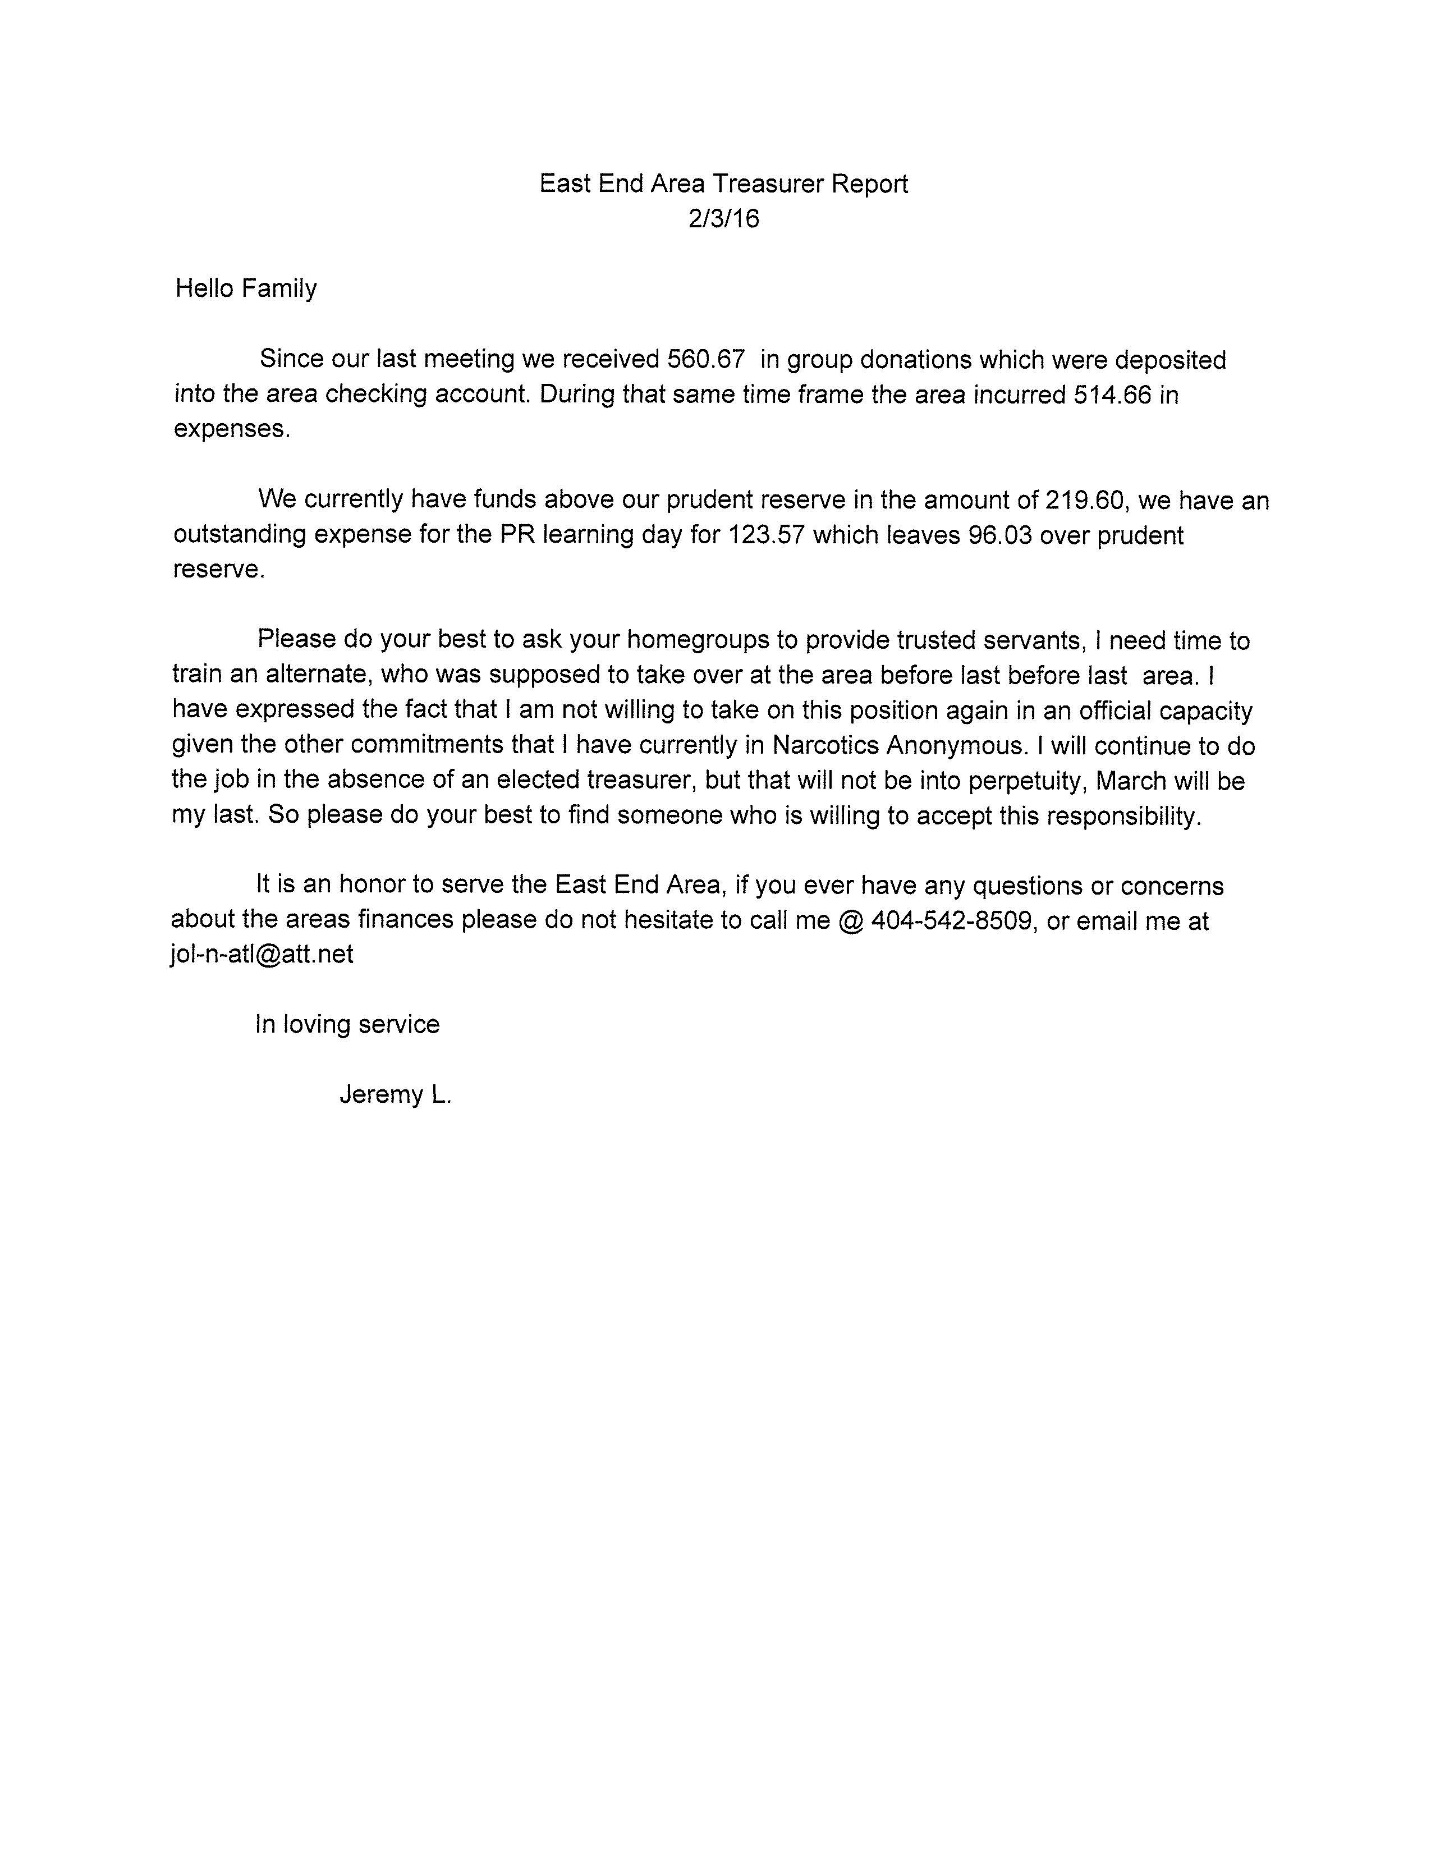 East End Area Treasurer Report
2/3/16
Hello Family
Since our last meeting we received 560.67  in group donations which were deposited
into the area checking account. During that same time frame the area incurred 514.66 in
expenses.
We currently have funds above our prudent reserve in the amount of 219.60, we have an
outstanding expense for the PR learning day for 123.57 which leaves 96.03 over prudent
reserve.
Please do your best to ask your homegroups to provide trusted servants, I need time to
train an alternate, who was supposed to take over at the area before last before last  area. I
have expressed the fact that I am not willing to take on this position again in an official capacity
given the other commitments that I have currently in Narcotics Anonymous. I will continue to do
the job in the absence of an elected treasurer, but that will not be into perpetuity, March will be
my last. So please do your best to find someone who is willing to accept this responsibility.
It is an honor to serve the East End Area, if you ever have any questions or concerns
about the areas finances please do not hesitate to call me @ 404-542-8509, or email me at
jol-n-atl@att.net
In loving service
Jeremy L.